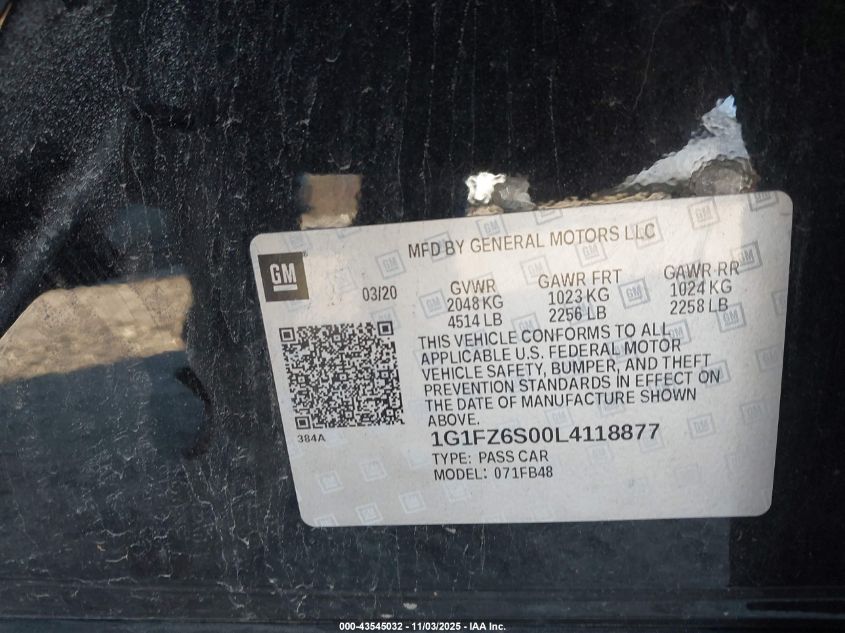 MFD BY GENERAL MOTORS LLC
GM
®
03/20
GVWR
2048 KG
4514 LB
GAWR FRT
1023 KG
2256 LB
GAWR RR
1024 KG
2258 LB
THIS VEHICLE CONFORMS TO ALL
APPLICABLE U.S. FEDERAL MOTOR
VEHICLE SAFETY, BUMPER, AND THEFT
PREVENTION STANDARDS IN EFFECT ON
THE DATE OF MANUFACTURE SHOWN
ABOVE.
384A
1G1FZ6S00L4118877
TYPE: PASS CAR
MODEL: 071FB48
000-43545032 - 11/03/2025 - IAA Inc.